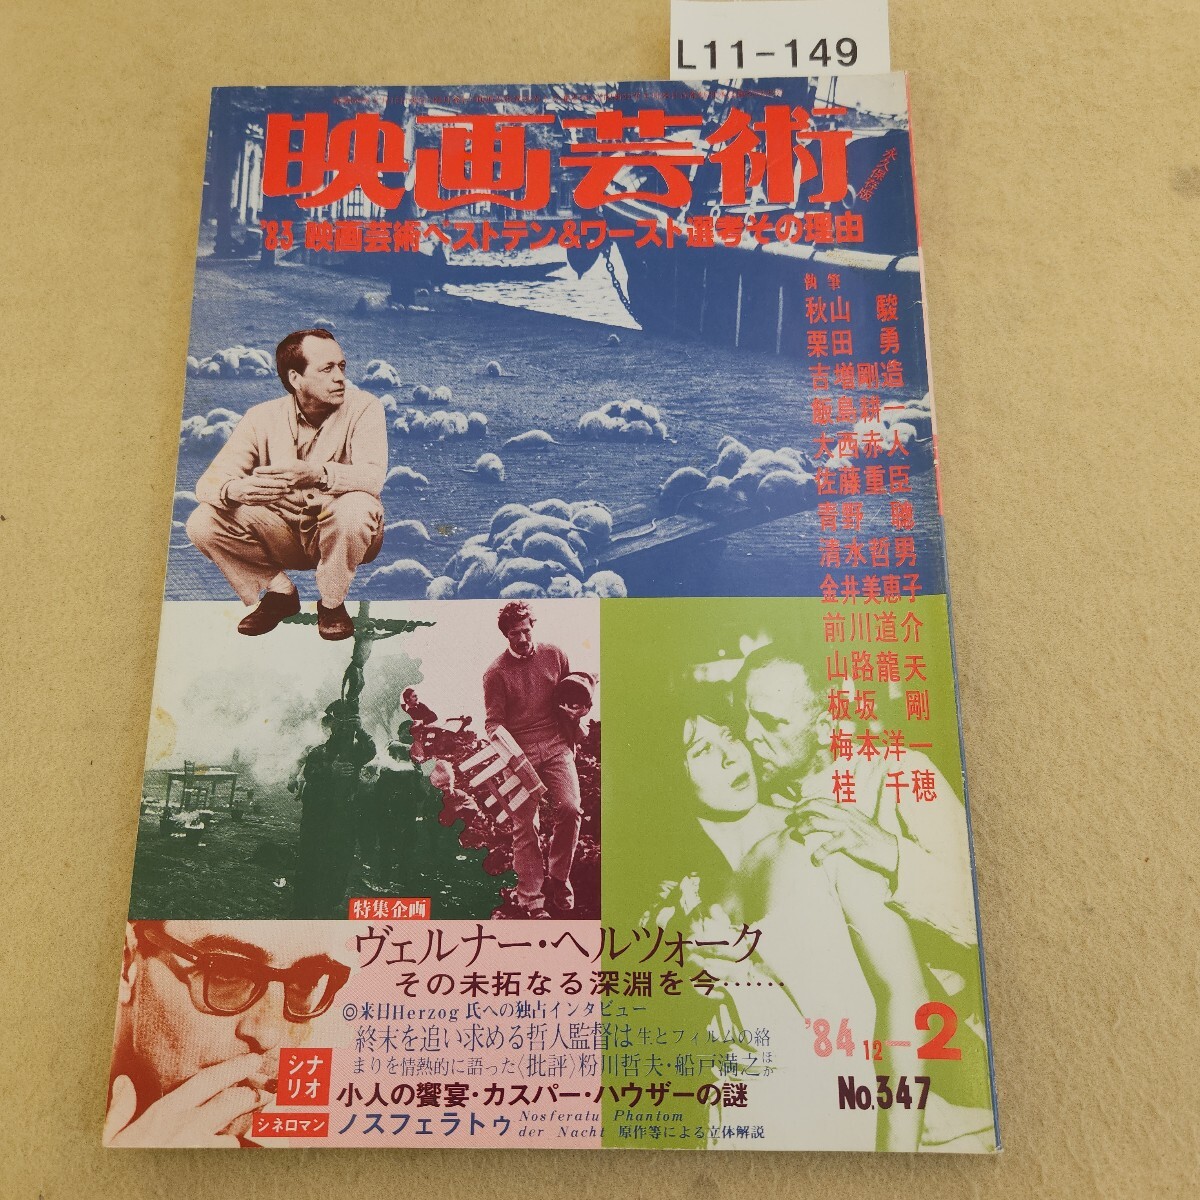 L11-149
映画芸術
永久保存版
'83 映画芸術ベストテン&ワースト選考その理由
執筆
秋山 駿
栗田 勇
吉増剛造
飯島耕一
大西赤人
佐藤重臣
青野 聰
清水哲男
金井美恵子
前川道介
山路龍天
板坂 剛
梅本洋一
桂 千穂
特集企画
ヴェルナー・ヘルツォーク
その未拓なる深淵を今……
◎来日Herzog 氏への独占インタビュー
終末を追い求める哲人監督は生とフィルムの絡
まりを情熱的に語った〈批評〉粉川哲夫・船戸満之ほか
シナリオ 小人の饗宴・カスパー・ハウザーの謎
シネロマン ノスフェラトゥ Nosferatu Phantom der Nacht 原作等による立体解説
'84 12—2
No.347